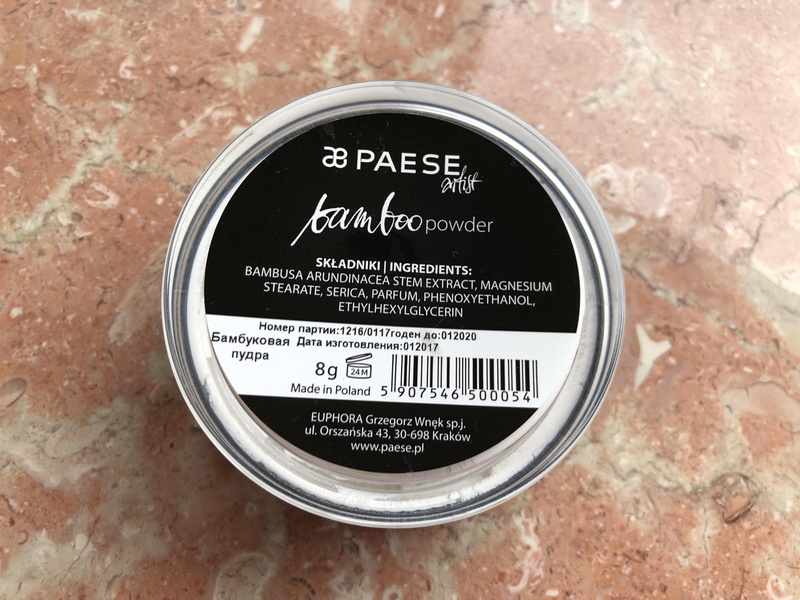 PAESE
artist
bamboo powder
SKŁADNIKI | INGREDIENTS:
BAMBUSA ARUNDINACEA STEM EXTRACT, MAGNESIUM
STEARATE, SERICA, PARFUM, PHENOXYETHANOL,
ETHYLHEXYLGLYCERIN
Номер партии:1216/0117годен до:012020
Бамбуковая Дата изготовления:012017
пудра
8g 24M
Made in Poland 5 907546 500054
EUPHORA Grzegorz Wnęk sp.j.
ul. Orszańska 43, 30-698 Kraków
www.paese.pl